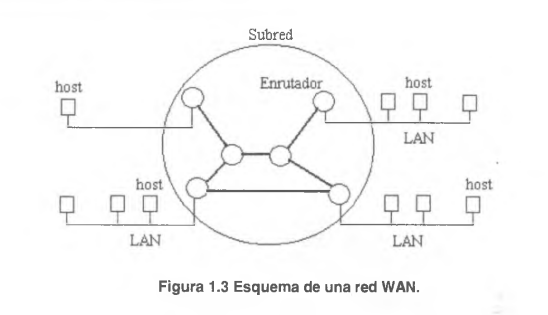 Subred
host
Enrutador
host
LAN
host
host
LAN
LAN
Figura 1.3 Esquema de una red WAN.